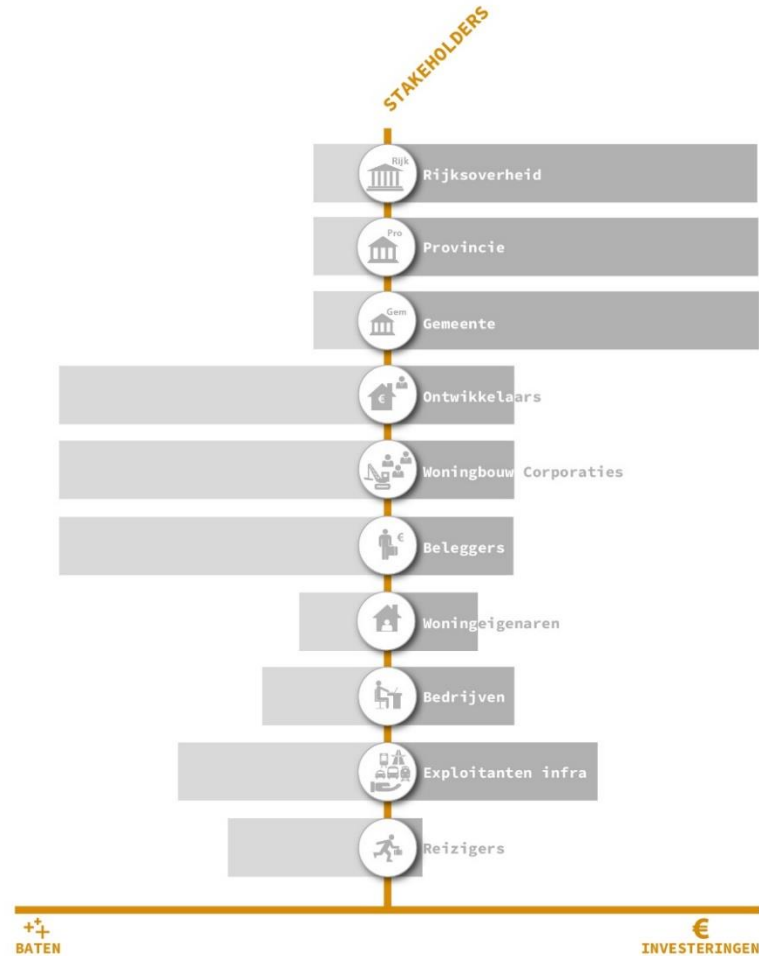 STAKEHOLDERS
Rijk
Rijksoverheid
Pro
Provincie
Gem
Gemeente
€
Ontwikkelaars
Woningbouw Corporaties
€
Beleggers
Woningeigenaren
Bedrijven
Exploitanten infra
Reizigers
+++ €
BATEN INVESTERINGEN